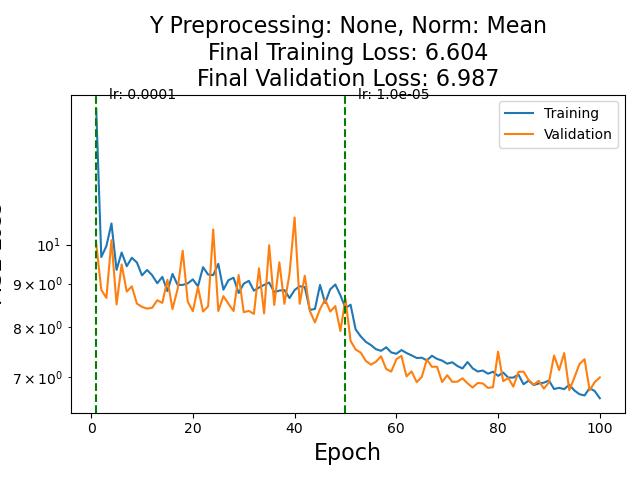 Y Preprocessing: None, Norm: Mean
Final Training Loss: 6.604
Final Validation Loss: 6.987
lr: 0.0001
lr: 1.0e-05
Training
Validation
10¹
9 × 10⁰
8 × 10⁰
7 × 10⁰
0 20 40 60 80 100
Epoch